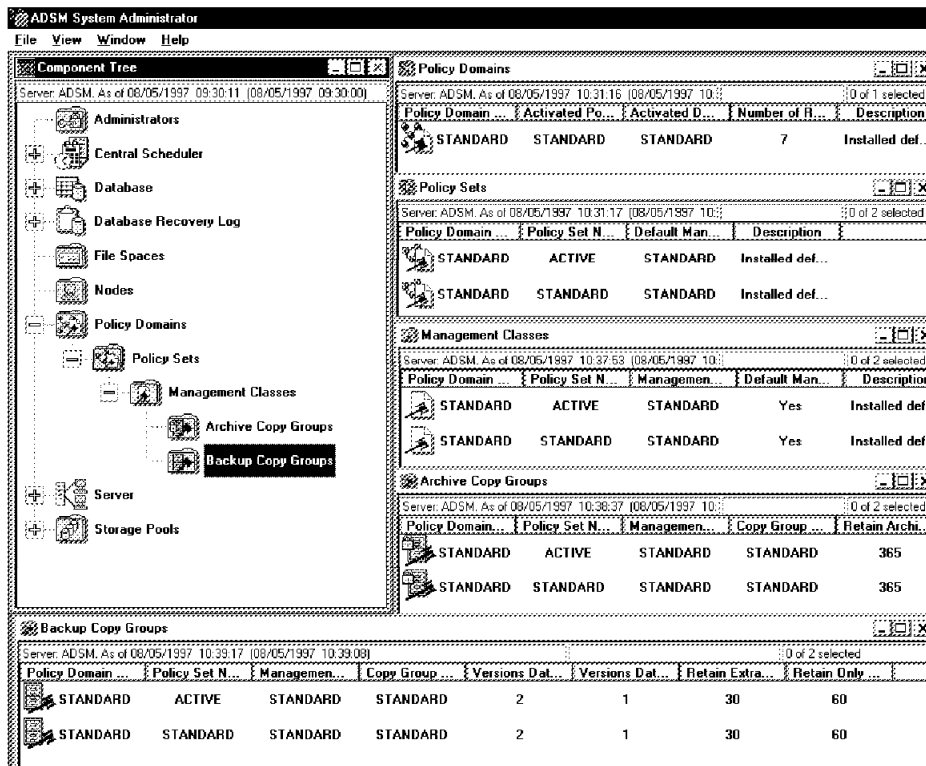 ADSM System Administrator
File View Window Help
Component Tree
Server: ADSM. As of 08/05/1997 09:30:11 (08/05/1997 09:30:00)
Administrators
Central Scheduler
Database
Database Recovery Log
File Spaces
Nodes
Policy Domains
Policy Sets
Management Classes
Archive Copy Groups
Backup Copy Groups
Server
Storage Pools
Policy Domains
Server: ADSM. As of 08/05/1997 10:31:16 (08/05/1997 10: 0 of 1 selected
Policy Domain ... Activated Po... Activated D... Number of R... Description
STANDARD STANDARD STANDARD 7 Installed def...
Policy Sets
Server: ADSM. As of 08/05/1997 10:31:17 (08/05/1997 10: 0 of 2 selected
Policy Domain ... Policy Set N... Default Man... Description
STANDARD ACTIVE STANDARD Installed def...
STANDARD STANDARD STANDARD Installed def...
Management Classes
Server: ADSM. As of 08/05/1997 10:37:53 (08/05/1997 10: 0 of 2 selected
Policy Domain ... Policy Set N... Managemen... Default Man... Description
STANDARD ACTIVE STANDARD Yes Installed def
STANDARD STANDARD STANDARD Yes Installed def
Archive Copy Groups
Server: ADSM. As of 08/05/1997 10:38:37 (08/05/1997 10: 0 of 2 selected
Policy Domain... Policy Set N... Managemen... Copy Group ... Retain Archi...
STANDARD ACTIVE STANDARD STANDARD 365
STANDARD STANDARD STANDARD STANDARD 365
Backup Copy Groups
Server: ADSM. As of 08/05/1997 10:39:17 (08/05/1997 10:39:08) 0 of 2 selected
Policy Domain ... Policy Set N... Managemen... Copy Group ... Versions Dat... Versions Dat... Retain Extra... Retain Only ...
STANDARD ACTIVE STANDARD STANDARD 2 1 30 60
STANDARD STANDARD STANDARD STANDARD 2 1 30 60